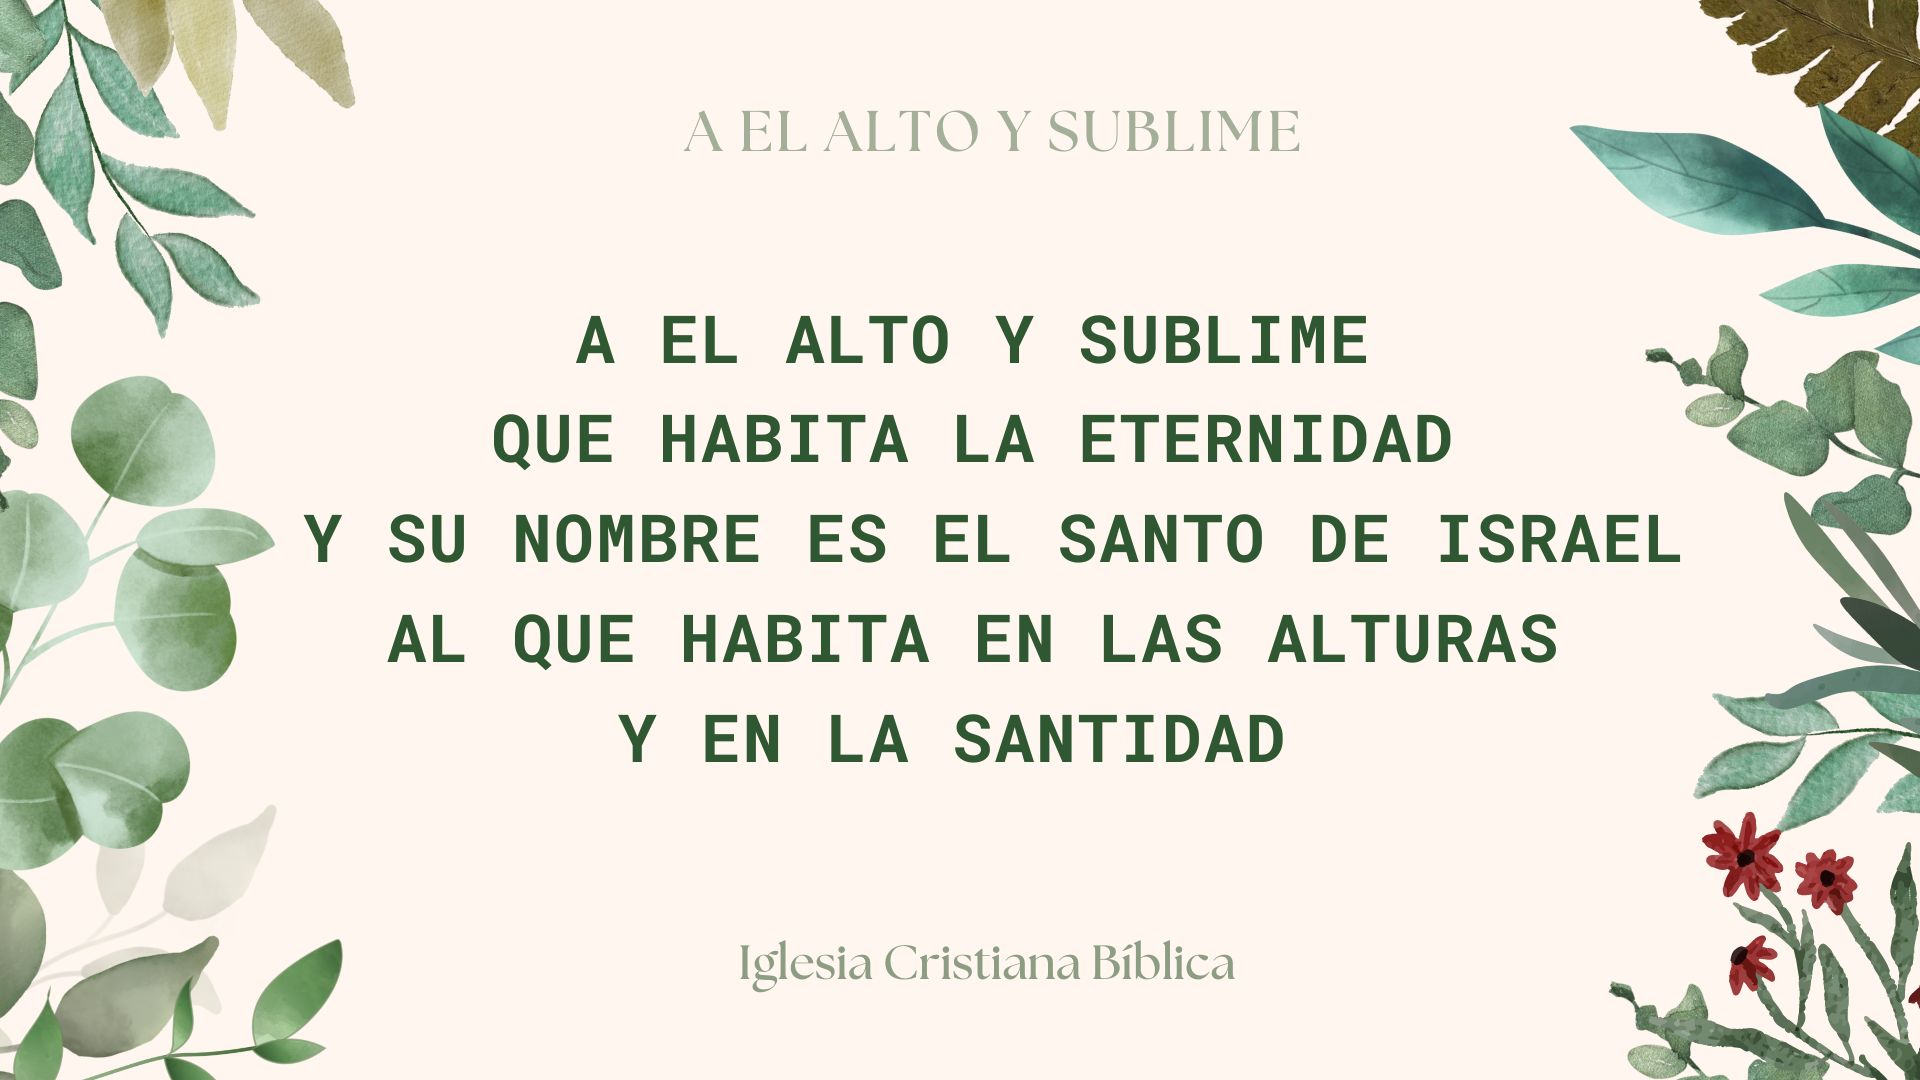 A EL ALTO Y SUBLIME
A EL ALTO Y SUBLIME
QUE HABITA LA ETERNIDAD
Y SU NOMBRE ES EL SANTO DE ISRAEL
AL QUE HABITA EN LAS ALTURAS
Y EN LA SANTIDAD
Iglesia Cristiana Bíblica